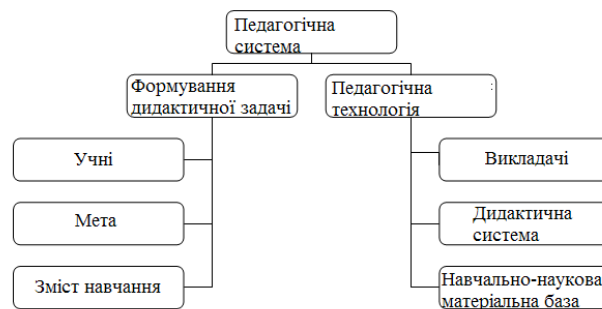 Педагогічна
система
Формування
дидактичної задачі
Педагогічна
технологія
Учні
Викладачі
Мета
Дидактична
система
Зміст навчання
Навчально-наукова
матеріальна база